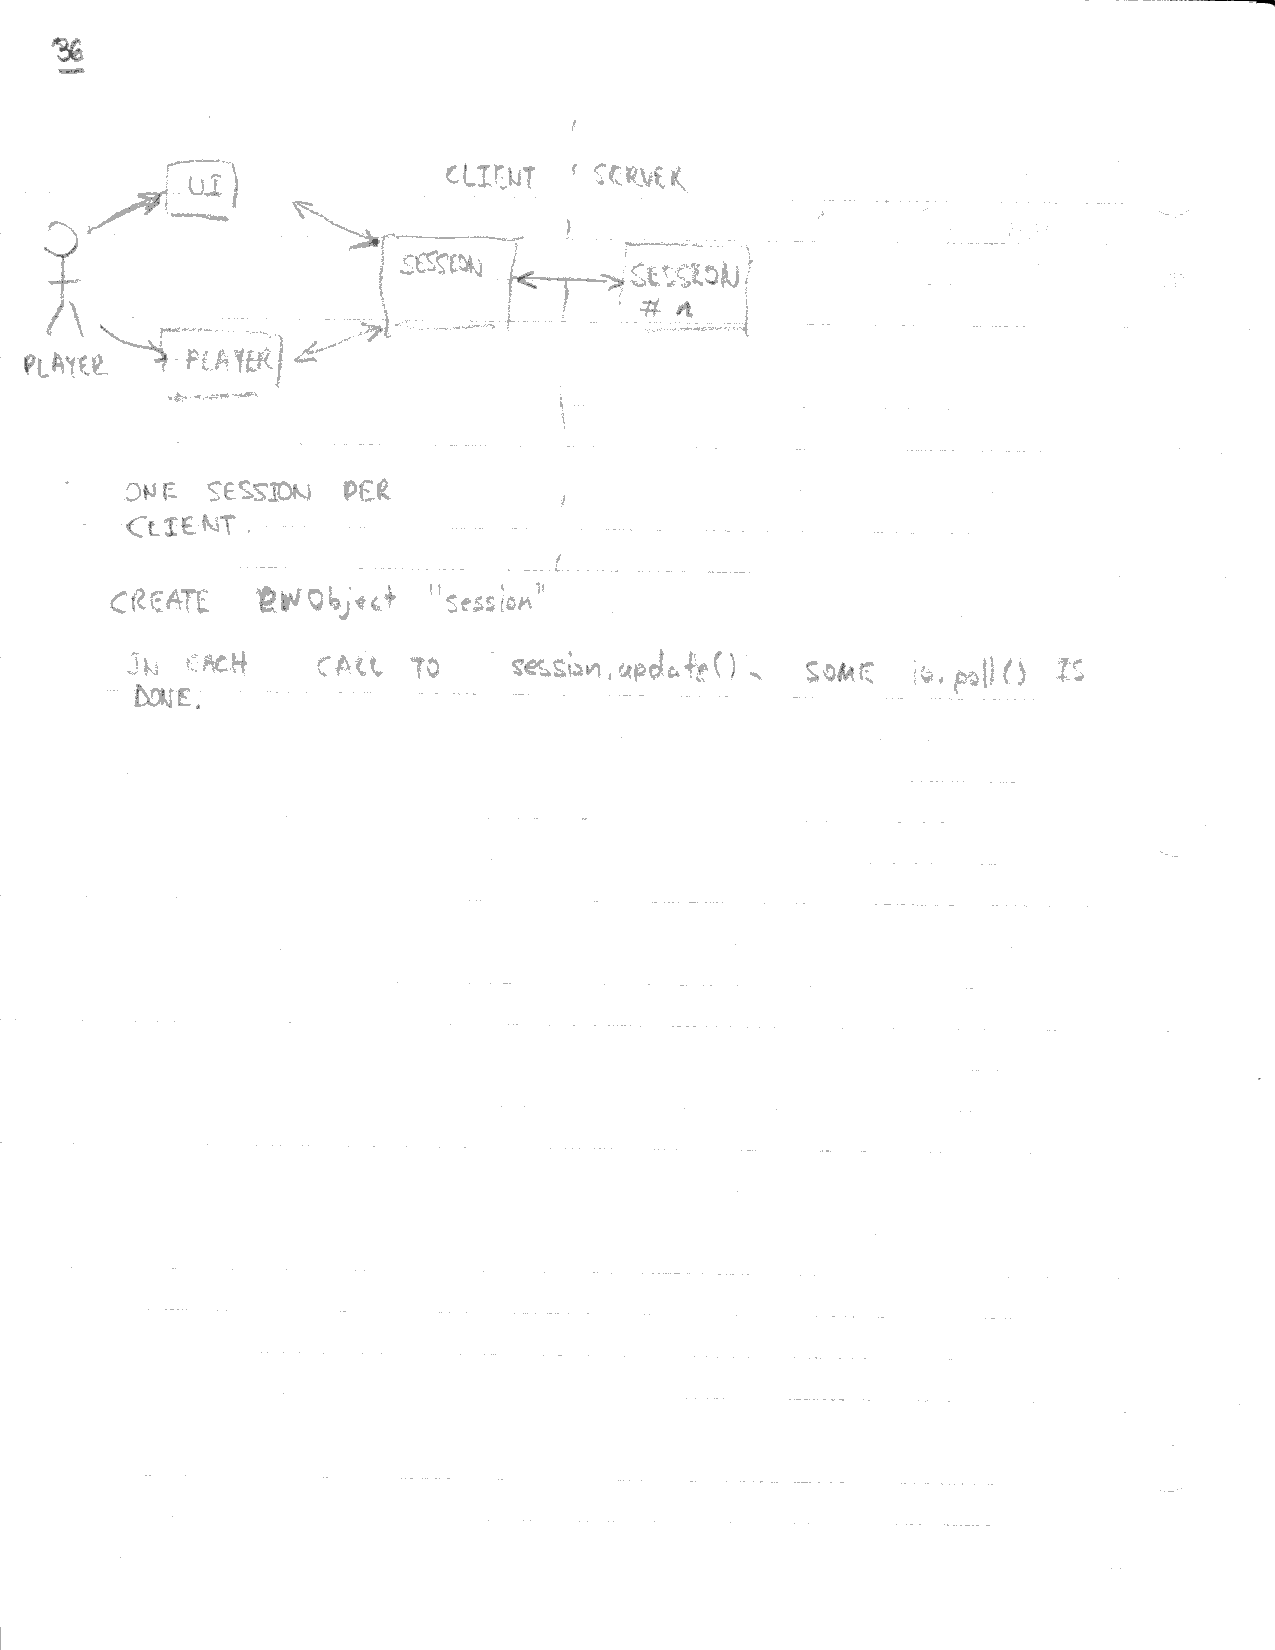 36
CLIENT SERVER
UI
SESSION
SESSION
# n
PLAYER
PLAYER
ONE SESSION PER
CLIENT.
CREATE Object "session"
IN EACH CALL TO session.update(), SOME io.poll() IS
DONE.